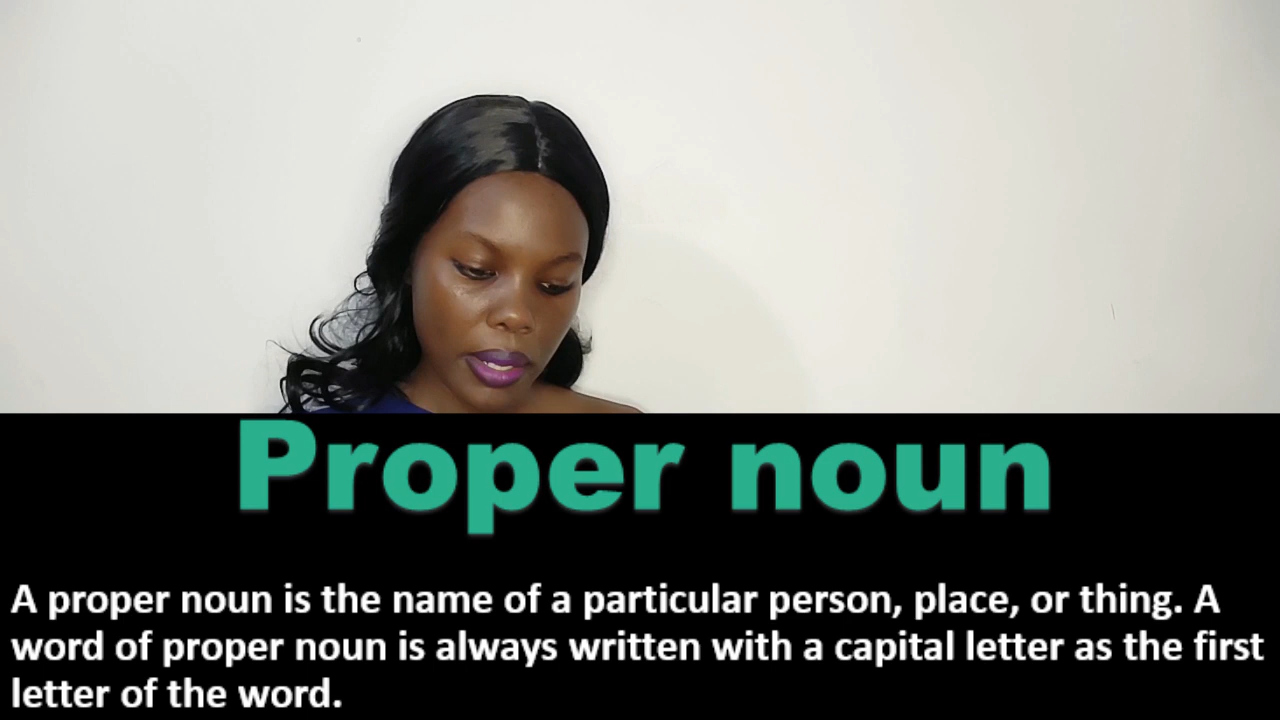 Proper noun
A proper noun is the name of a particular person, place, or thing. A
word of proper noun is always written with a capital letter as the first
letter of the word.